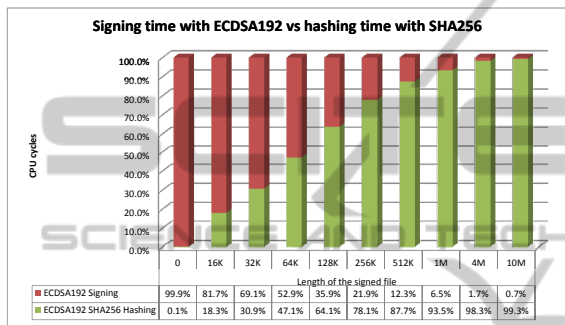 Signing time with ECDSA192 vs hashing time with SHA256
100.0%
90.0%
80.0%
70.0%
60.0%
50.0%
40.0%
30.0%
20.0%
10.0%
0.0%
CPU cycles
0 16K 32K 64K 128K 256K 512K 1M 4M 10M
Length of the signed file
ECDSA192 Signing 99.9% 81.7% 69.1% 52.9% 35.9% 21.9% 12.3% 6.5% 1.7% 0.7%
ECDSA192 SHA256 Hashing 0.1% 18.3% 30.9% 47.1% 64.1% 78.1% 87.7% 93.5% 98.3% 99.3%
SCITE
SCIENCE AND TECH